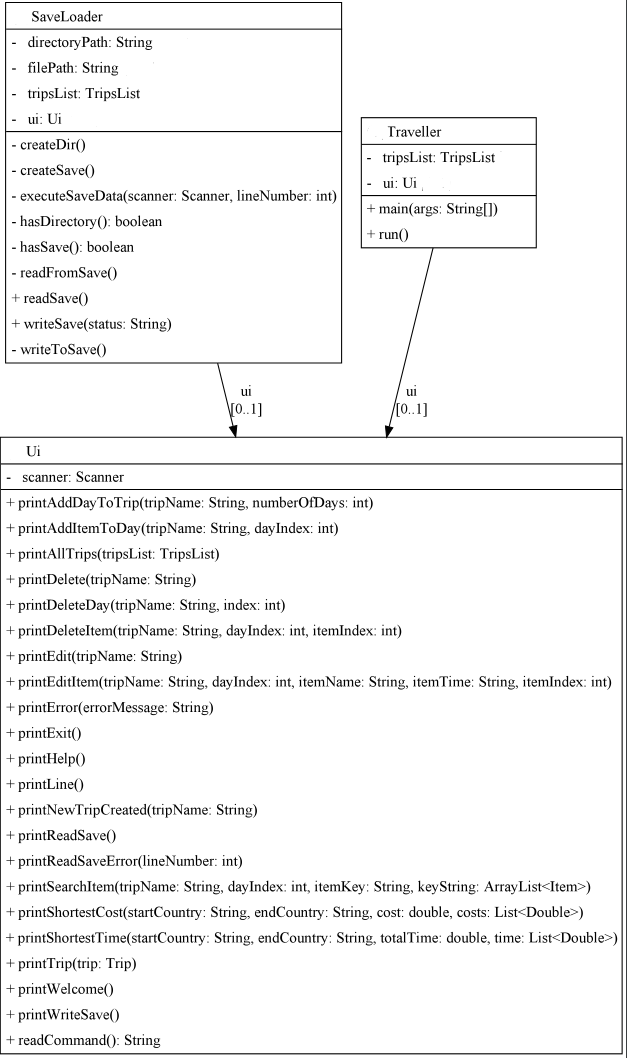 SaveLoader
- directoryPath: String
- filePath: String
- tripsList: TripsList
- ui: Ui
- createDir()
- createSave()
- executeSaveData(scanner: Scanner, lineNumber: int)
- hasDirectory(): boolean
- hasSave(): boolean
- readFromSave()
+ readSave()
+ writeSave(status: String)
- writeToSave()
Traveller
- tripsList: TripsList
- ui: Ui
+ main(args: String[])
+ run()
ui
[0..1]
ui
[0..1]
Ui
- scanner: Scanner
+ printAddDayToTrip(tripName: String, numberOfDays: int)
+ printAddItemToDay(tripName: String, dayIndex: int)
+ printAllTrips(tripsList: TripsList)
+ printDelete(tripName: String)
+ printDeleteDay(tripName: String, index: int)
+ printDeleteItem(tripName: String, dayIndex: int, itemIndex: int)
+ printEdit(tripName: String)
+ printEditItem(tripName: String, dayIndex: int, itemName: String, itemTime: String, itemIndex: int)
+ printError(errorMessage: String)
+ printExit()
+ printHelp()
+ printLine()
+ printNewTripCreated(tripName: String)
+ printReadSave()
+ printReadSaveError(lineNumber: int)
+ printSearchItem(tripName: String, dayIndex: int, itemKey: String, keyString: ArrayList<Item>)
+ printShortestCost(startCountry: String, endCountry: String, cost: double, costs: List<Double>)
+ printShortestTime(startCountry: String, endCountry: String, totalTime: double, time: List<Double>)
+ printTrip(trip: Trip)
+ printWelcome()
+ printWriteSave()
+ readCommand(): String